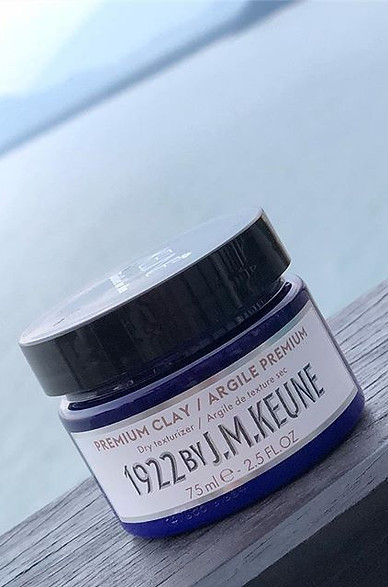 PREMIUM CLAY / ARGILE PREMIUM
Dry texturizer / Argile de texture sec
1922 BY J.M.KEUNE
75 ml ℮ - 2.5 FL.OZ